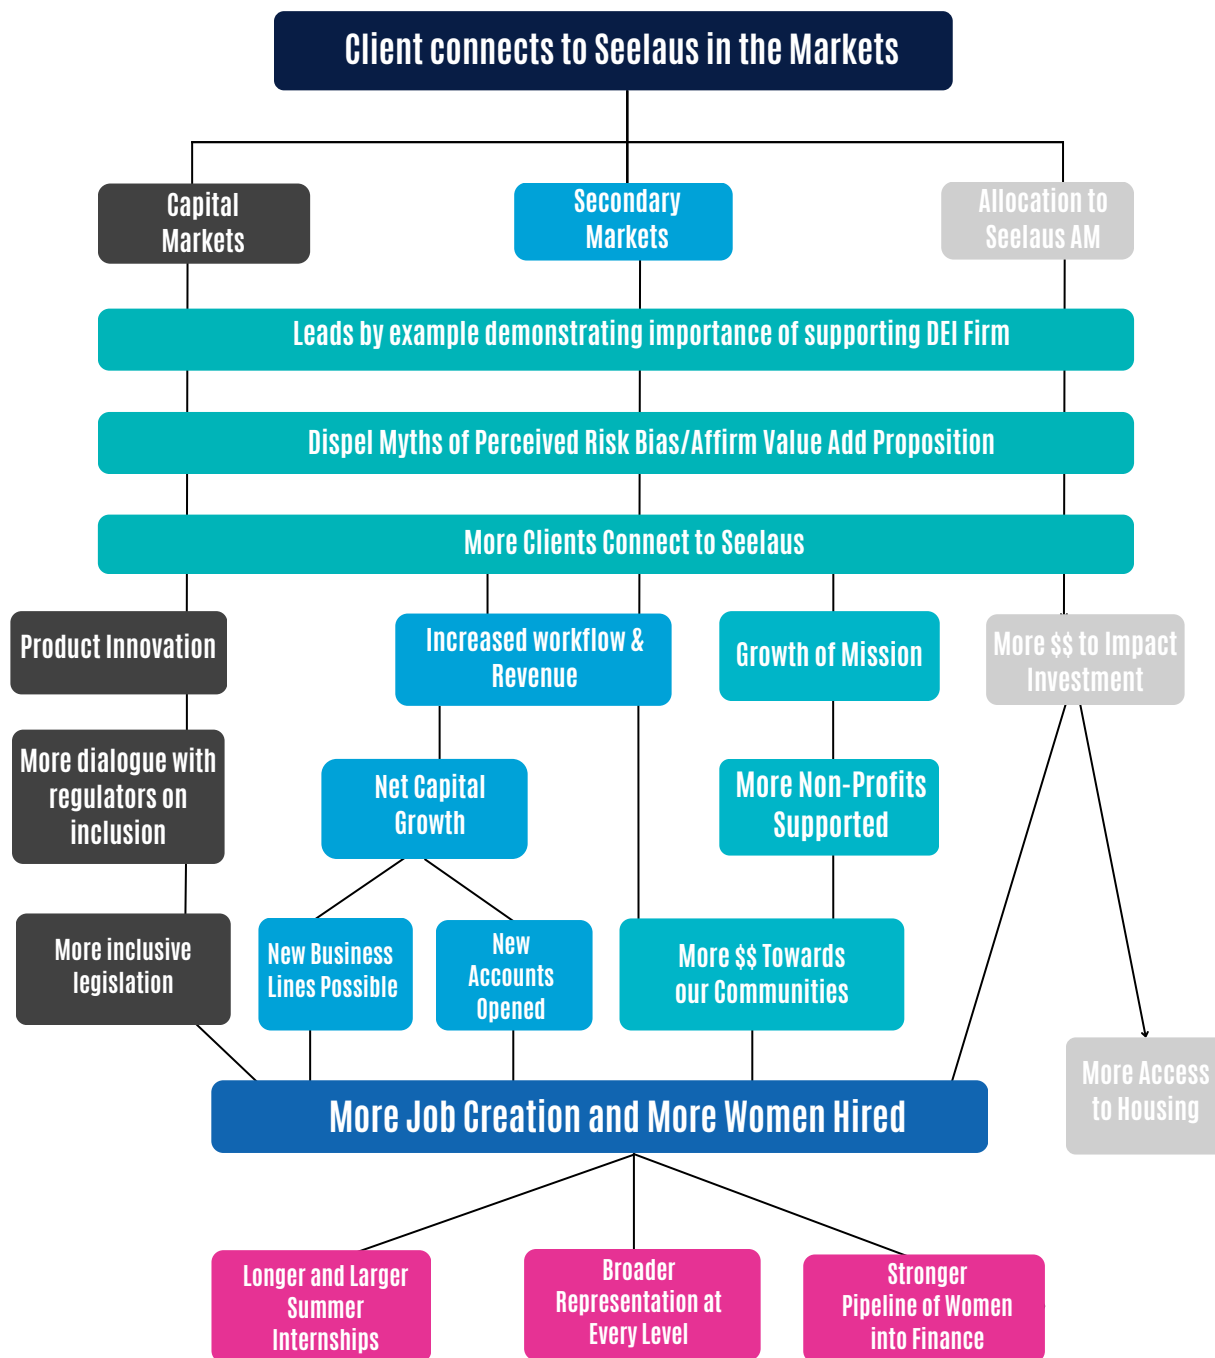 Client connects to Seelaus in the Markets
Capital
Markets
Secondary
Markets
Allocation to
Seelaus AM
Leads by example demonstrating importance of supporting DEI Firm
Dispel Myths of Perceived Risk Bias/Affirm Value Add Proposition
More Clients Connect to Seelaus
Product Innovation
Increased workflow &
Revenue
Growth of Mission
More $$ to Impact
Investment
More dialogue with
regulators on
inclusion
Net Capital
Growth
More Non-Profits
Supported
More inclusive
legislation
New Business
Lines Possible
New
Accounts
Opened
More $$ Towards
our Communities
More Access
to Housing
More Job Creation and More Women Hired
Longer and Larger
Summer
Internships
Broader
Representation at
Every Level
Stronger
Pipeline of Women
into Finance